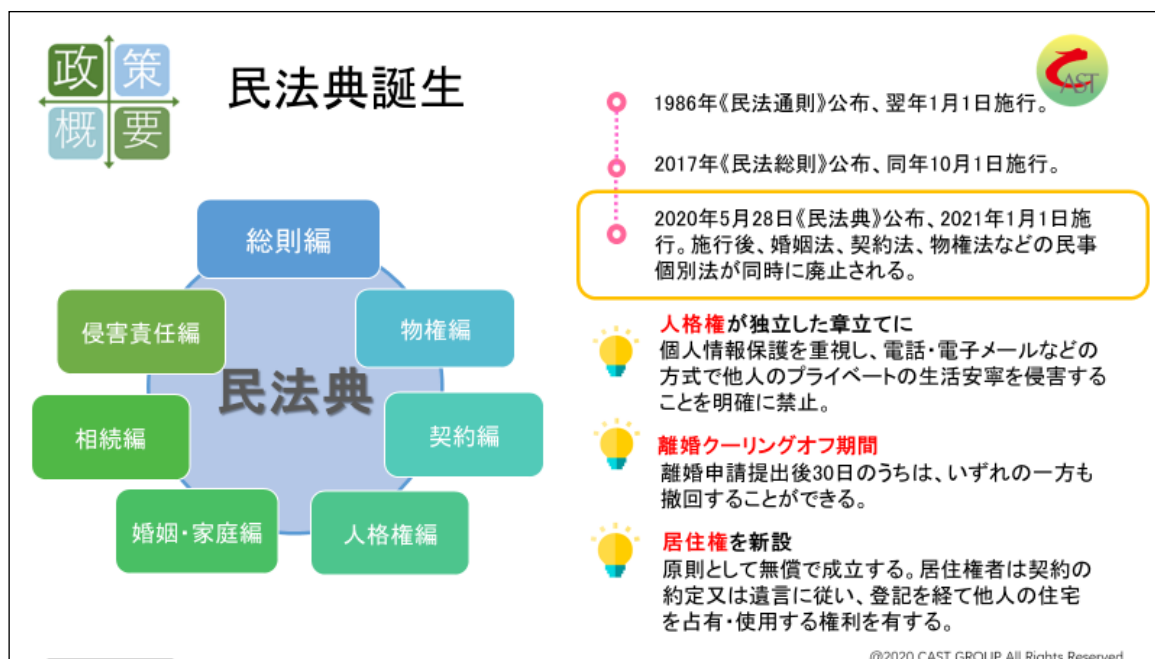 政策
概要
民法典誕生
CAST
1986年《民法通則》公布、翌年1月1日施行。
2017年《民法総則》公布、同年10月1日施行。
2020年5月28日《民法典》公布、2021年1月1日施
行。施行後、婚姻法、契約法、物権法などの民事
個別法が同時に廃止される。
総則編
物権編
契約編
人格権編
婚姻・家庭編
相続編
侵害責任編
民法典
人格権が独立した章立てに
個人情報保護を重視し、電話・電子メールなどの
方式で他人のプライベートの生活安寧を侵害する
ことを明確に禁止。
離婚クーリングオフ期間
離婚申請提出後30日のうちは、いずれの一方も
撤回することができる。
居住権を新設
原則として無償で成立する。居住権者は契約の
約定又は遺言に従い、登記を経て他人の住宅
を占有・使用する権利を有する。
@2020 CAST GROUP All Rights Reserved